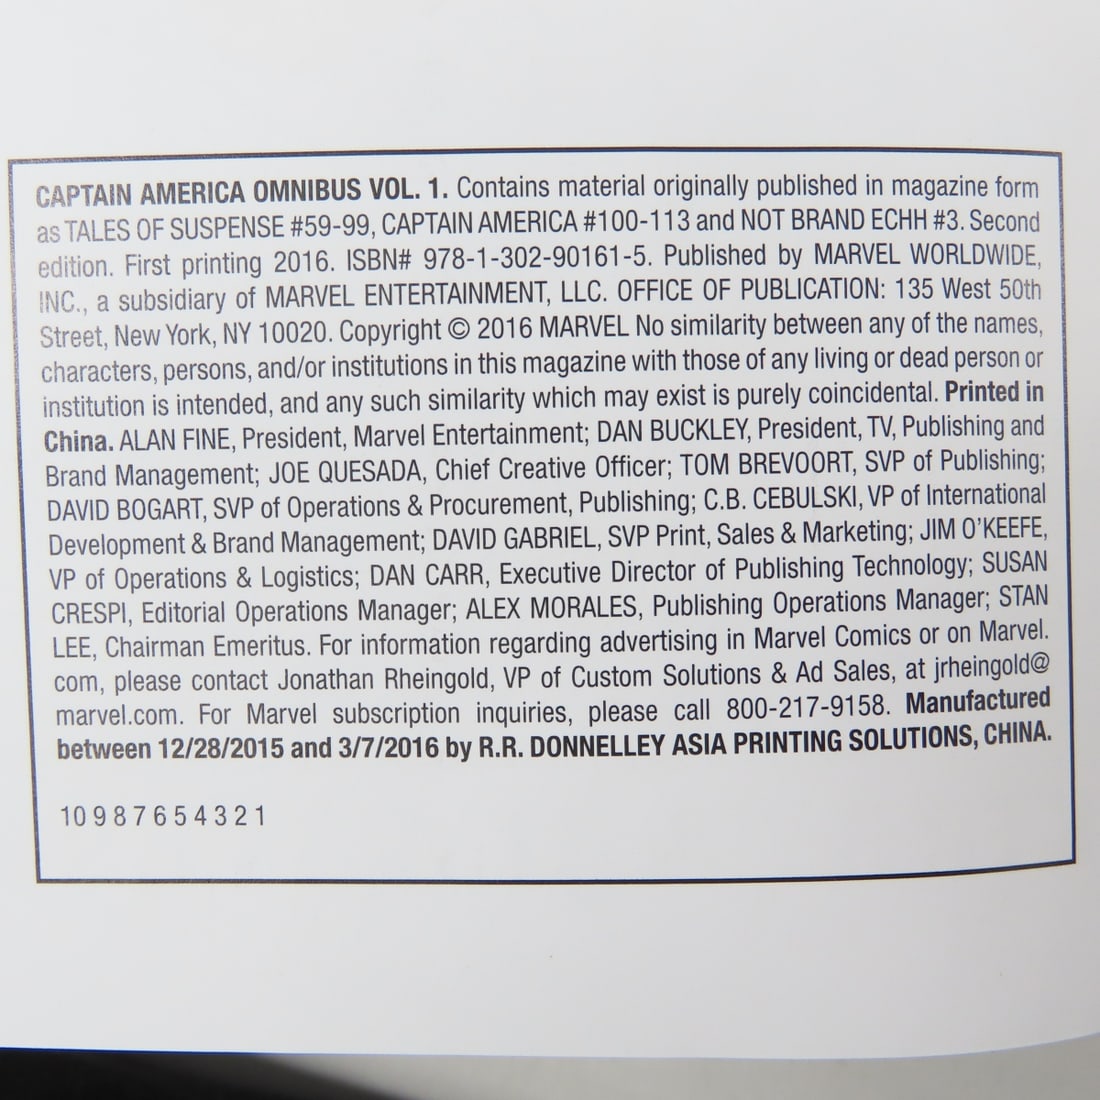 CAPTAIN AMERICA OMNIBUS VOL. 1. Contains material originally published in magazine form
as TALES OF SUSPENSE #59-99, CAPTAIN AMERICA #100-113 and NOT BRAND ECHH #3. Second
edition. First printing 2016. ISBN# 978-1-302-90161-5. Published by MARVEL WORLDWIDE,
INC., a subsidiary of MARVEL ENTERTAINMENT, LLC. OFFICE OF PUBLICATION: 135 West 50th
Street, New York, NY 10020. Copyright © 2016 MARVEL No similarity between any of the names,
characters, persons, and/or institutions in this magazine with those of any living or dead person or
institution is intended, and any such similarity which may exist is purely coincidental. Printed in
China. ALAN FINE, President, Marvel Entertainment; DAN BUCKLEY, President, TV, Publishing and
Brand Management; JOE QUESADA, Chief Creative Officer; TOM BREVOORT, SVP of Publishing;
DAVID BOGART, SVP of Operations & Procurement, Publishing; C.B. CEBULSKI, VP of International
Development & Brand Management; DAVID GABRIEL, SVP Print, Sales & Marketing; JIM O'KEEFE,
VP of Operations & Logistics; DAN CARR, Executive Director of Publishing Technology; SUSAN
CRESPI, Editorial Operations Manager; ALEX MORALES, Publishing Operations Manager; STAN
LEE, Chairman Emeritus. For information regarding advertising in Marvel Comics or on Marvel.
com, please contact Jonathan Rheingold, VP of Custom Solutions & Ad Sales, at jrheingold@
marvel.com. For Marvel subscription inquiries, please call 800-217-9158. Manufactured
between 12/28/2015 and 3/7/2016 by R.R. DONNELLEY ASIA PRINTING SOLUTIONS, CHINA.
10 9 8 7 6 5 4 3 2 1